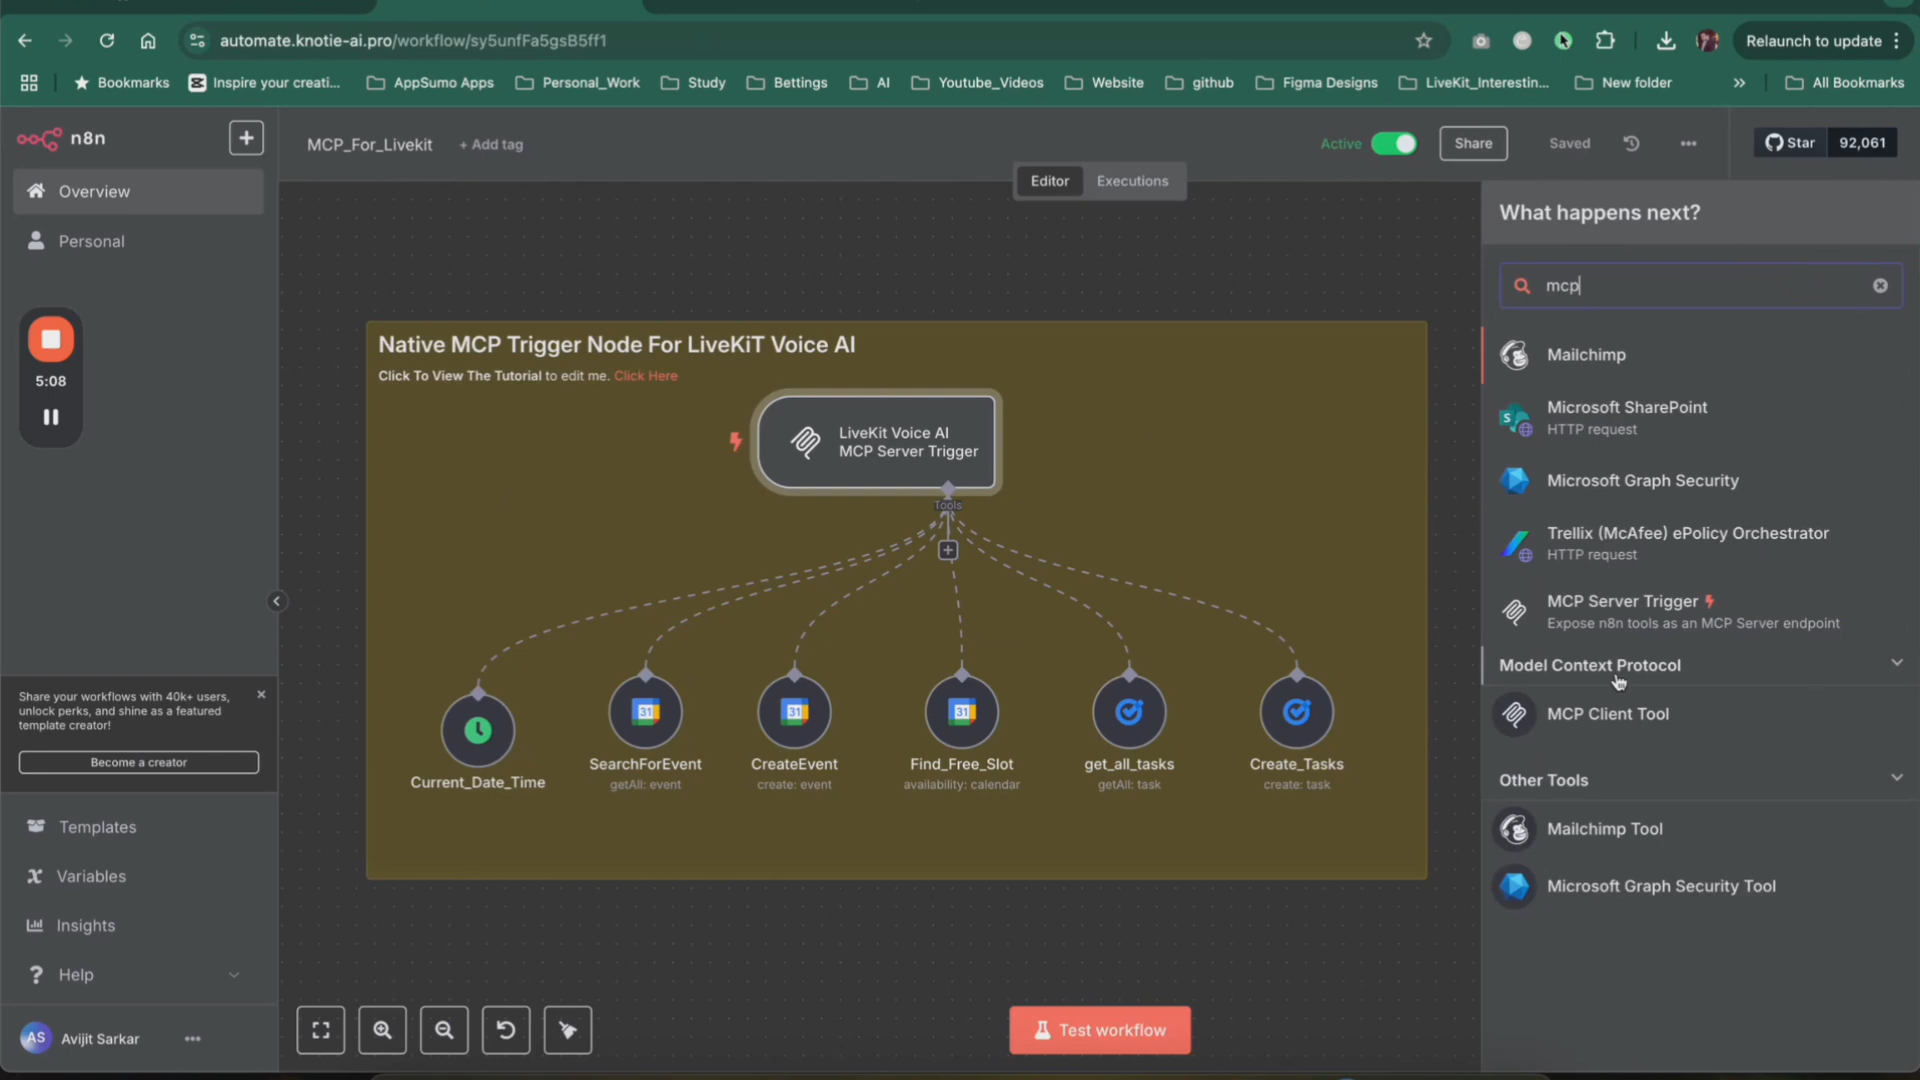 automate.knotie-ai.pro/workflow/sy5unfFa5gsB5ff1
Relaunch to update
Bookmarks
Inspire your creati...
AppSumo Apps
Personal_Work
Study
Bettings
AI
Youtube_Videos
Website
github
Figma Designs
LiveKit_Interestin...
New folder
All Bookmarks
n8n
MCP_For_Livekit
+ Add tag
Active
Share
Saved
Star
92,061
Overview
Personal
5:08
Editor
Executions
What happens next?
mcp
Mailchimp
Microsoft SharePoint
HTTP request
Microsoft Graph Security
Trellix (McAfee) ePolicy Orchestrator
HTTP request
MCP Server Trigger
Expose n8n tools as an MCP Server endpoint
Model Context Protocol
MCP Client Tool
Other Tools
Mailchimp Tool
Microsoft Graph Security Tool
Native MCP Trigger Node For LiveKiT Voice AI
Click To View The Tutorial to edit me. Click Here
LiveKit Voice AI
MCP Server Trigger
Tools
31
31
31
Current_Date_Time
SearchForEvent
getAll: event
CreateEvent
create: event
Find_Free_Slot
availability: calendar
get_all_tasks
getAll: task
Create_Tasks
create: task
Share your workflows with 40k+ users,
unlock perks, and shine as a featured
template creator!
Become a creator
Templates
Variables
Insights
Help
AS
Avijit Sarkar
Test workflow